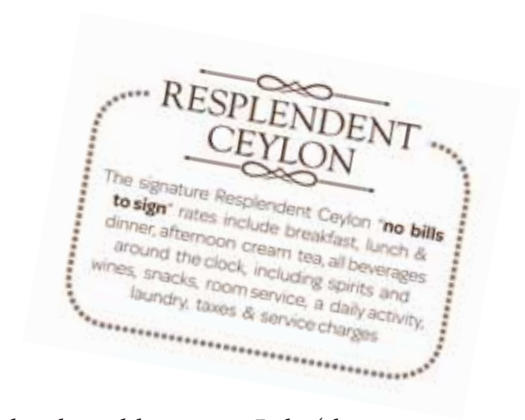 RESPLENDENT
CEYLON
The signature Resplendent Ceylon "no bills
to sign" rates include breakfast, lunch &
dinner, afternoon cream tea, all beverages
around the clock, including spirits and
wines, snacks, room service, a daily activity,
laundry, taxes & service charges